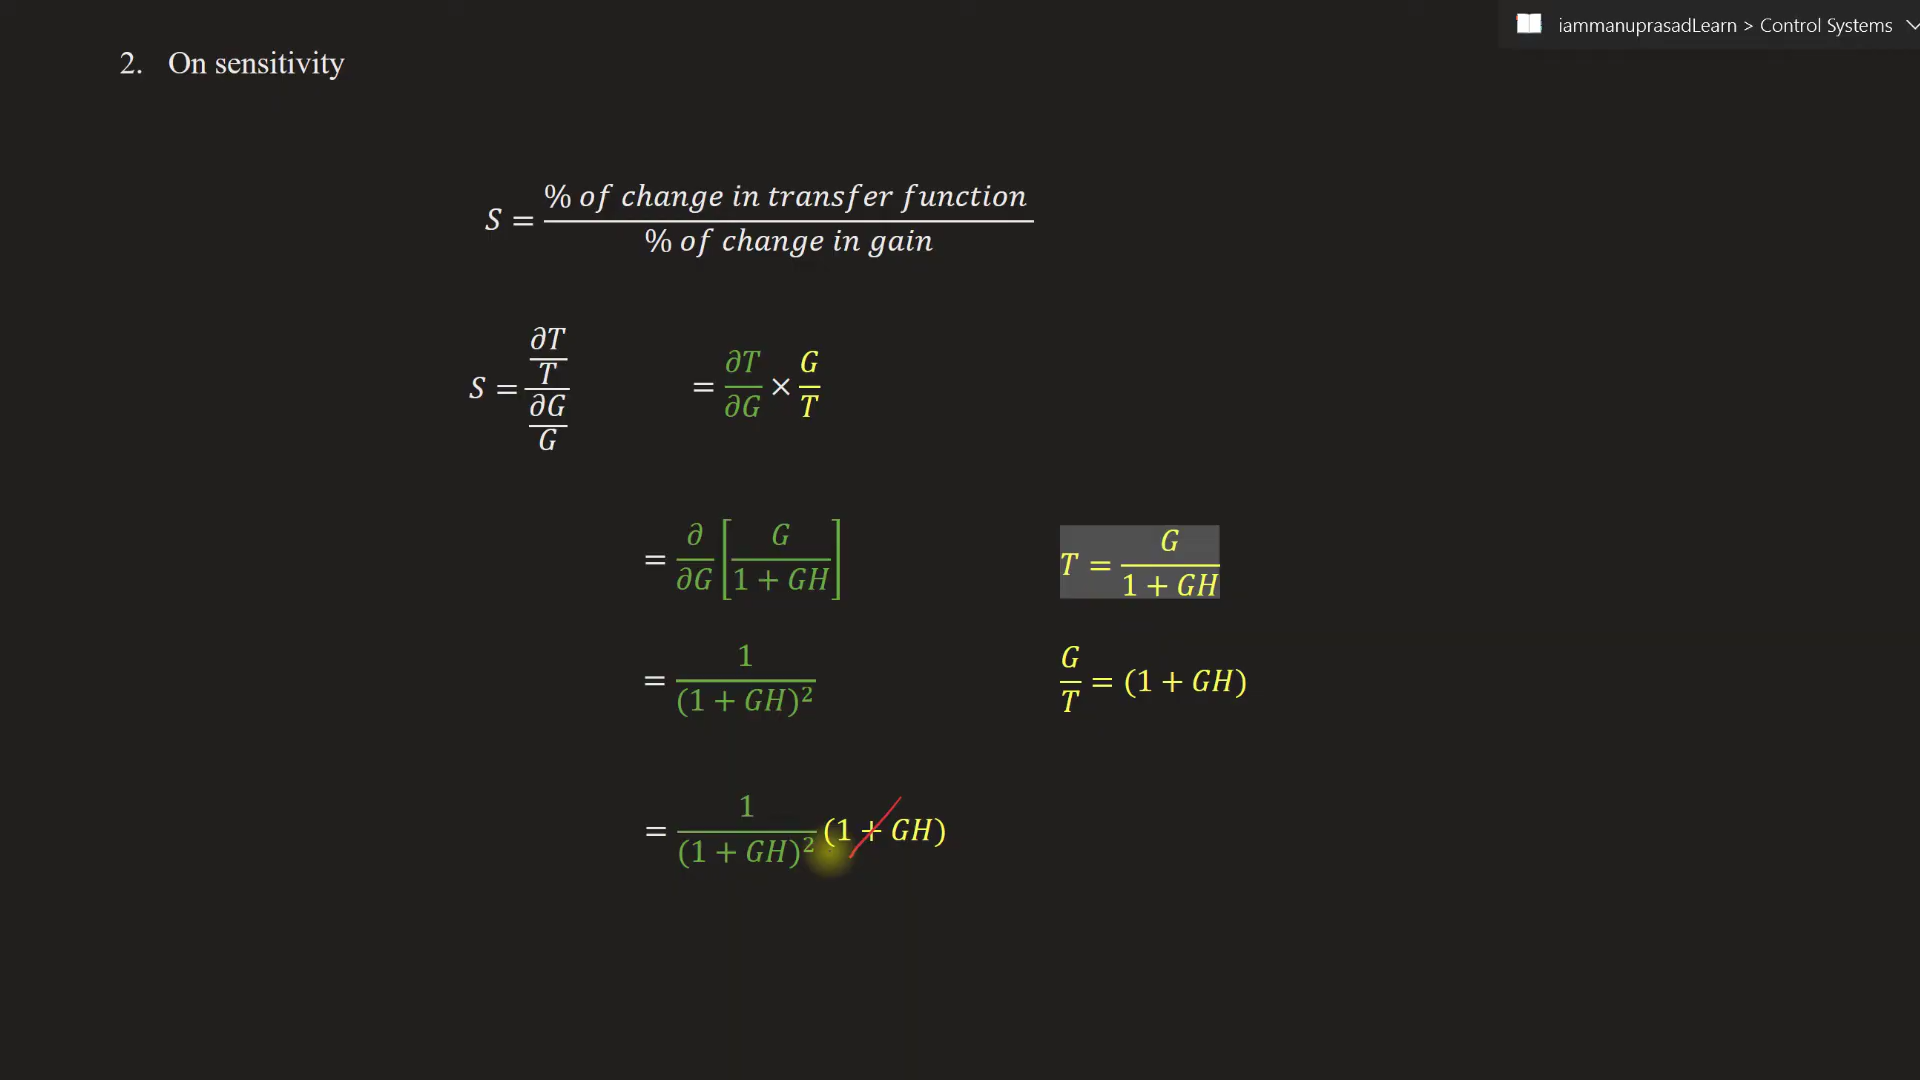 iammanuprasadLearn > Control Systems
2. On sensitivity
S = % of change in transfer function / % of change in gain
S = (∂T/T)/(∂G/G) = ∂T/∂G × G/T
= ∂/∂G [G/(1 + GH)] T = G/(1 + GH)
= 1/(1 + GH)² G/T = (1 + GH)
= 1/(1 + GH)² (1 + GH)